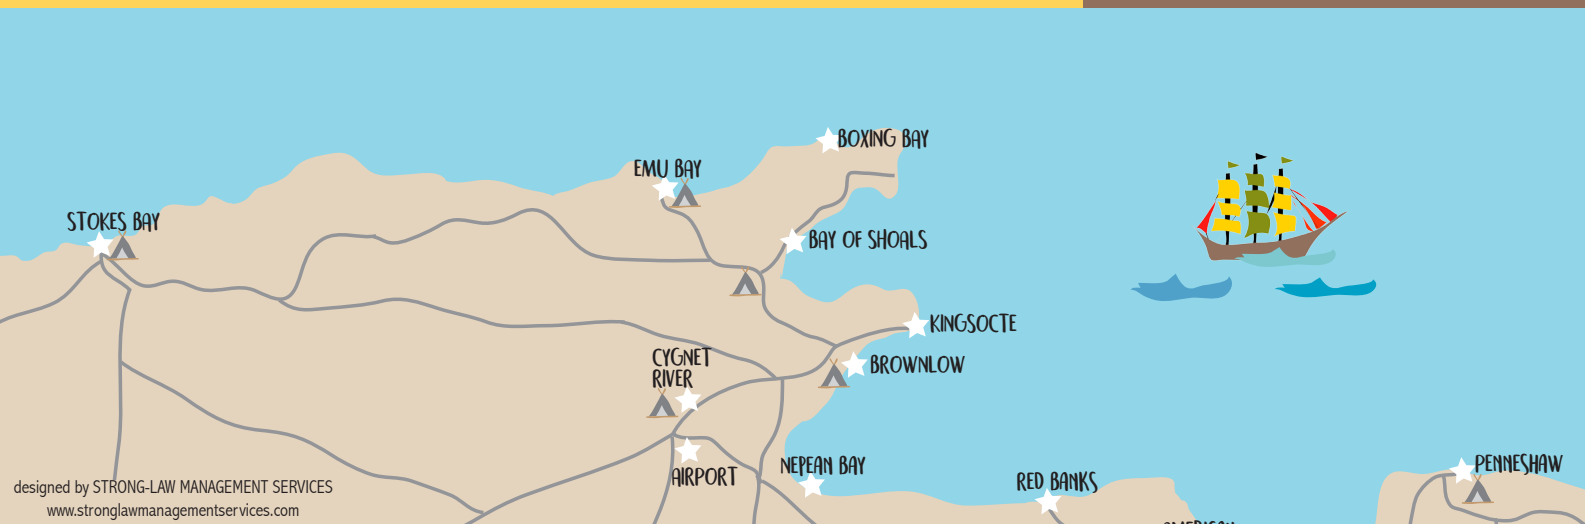 BOXING BAY
EMU BAY
STOKES BAY
BAY OF SHOALS
KINGSOCTE
CYGNET
RIVER
BROWNLOW
NEPEAN BAY
PENNESHAW
AIRPORT
RED BANKS
designed by STRONG-LAW MANAGEMENT SERVICES
www.stronglawmanagementservices.com